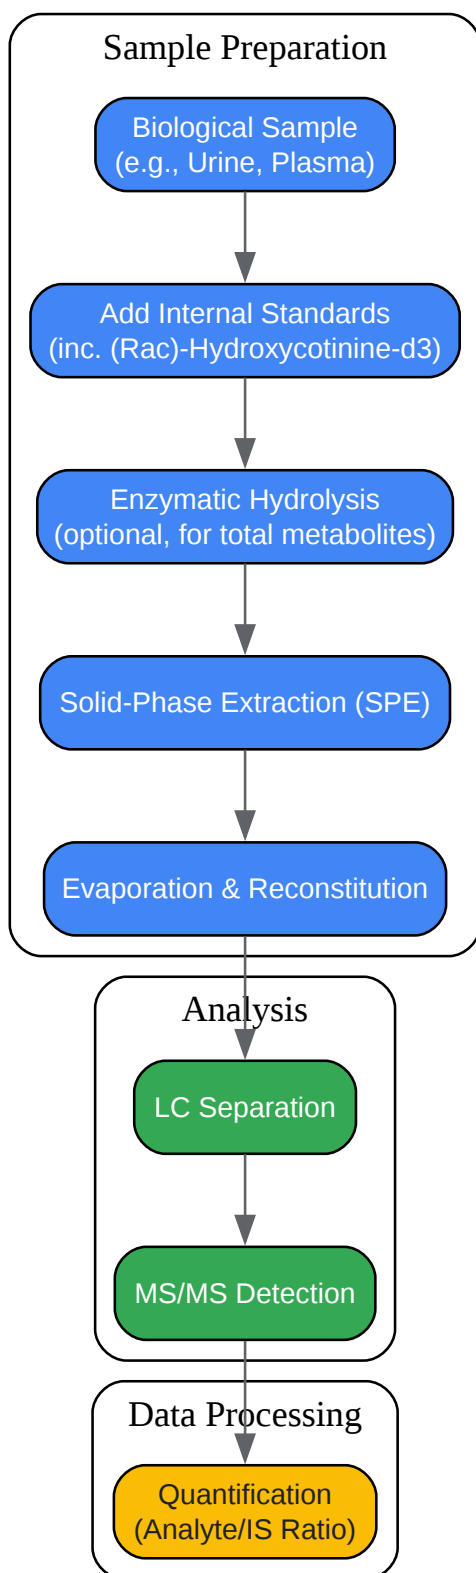 Sample Preparation
Biological Sample
(e.g., Urine, Plasma)
Add Internal Standards
(inc. (Rac)-Hydroxycotinine-d3)
Enzymatic Hydrolysis
(optional, for total metabolites)
Solid-Phase Extraction (SPE)
Evaporation & Reconstitution
Analysis
LC Separation
MS/MS Detection
Data Processing
Quantification
(Analyte/IS Ratio)